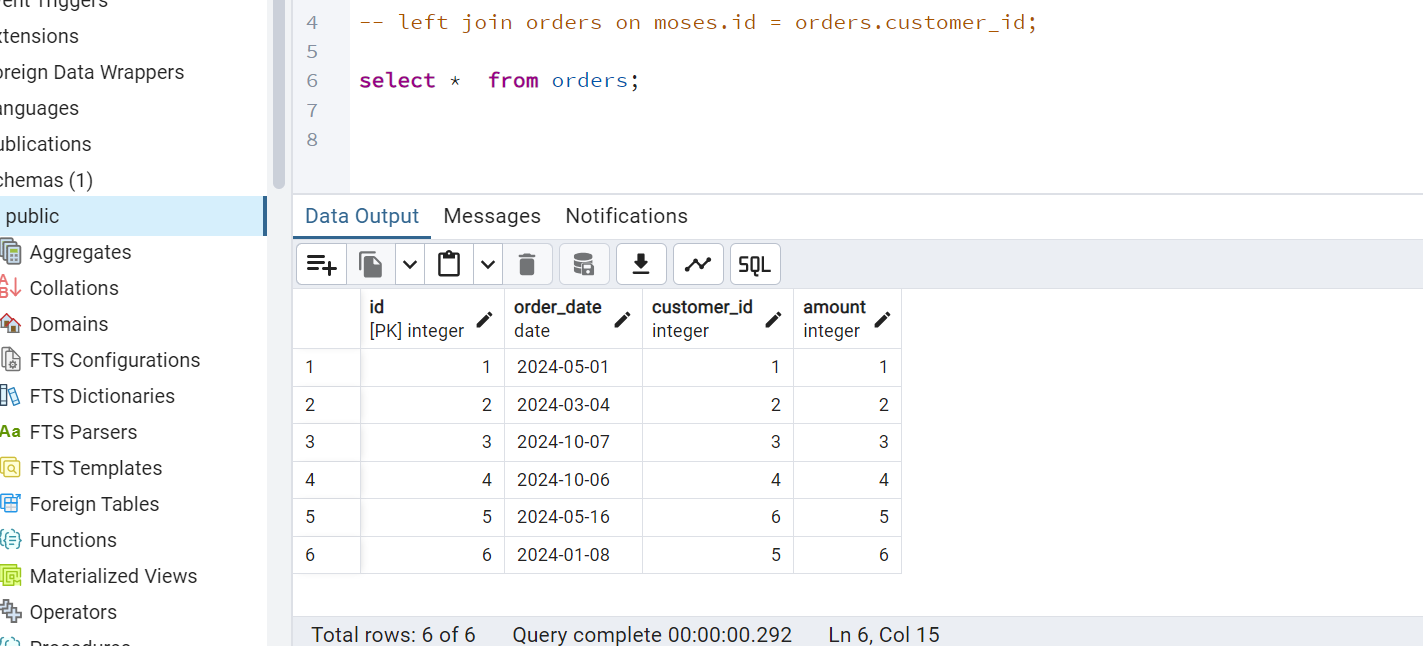 vent Triggers
xtensions
oreign Data Wrappers
anguages
ublications
chemas (1)
public
Aggregates
Collations
Domains
FTS Configurations
FTS Dictionaries
Aa FTS Parsers
FTS Templates
Foreign Tables
Functions
Materialized Views
Operators
Procedures
4 -- left join orders on moses.id = orders.customer_id;
5
6 select * from orders;
7
8
Data Output Messages Notifications
SQL
id order_date customer_id amount
[PK] integer date integer integer
1 1 2024-05-01 1 1
2 2 2024-03-04 2 2
3 3 2024-10-07 3 3
4 4 2024-10-06 4 4
5 5 2024-05-16 6 5
6 6 2024-01-08 5 6
Total rows: 6 of 6 Query complete 00:00:00.292 Ln 6, Col 15